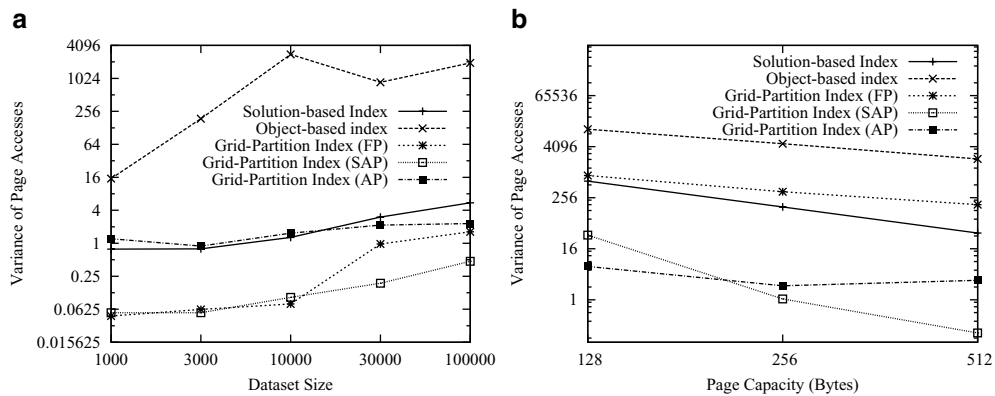 a
Variance of Page Accesses
4096
1024
256
64
16
4
1
0.25
0.0625
0.015625
Solution-based Index
Object-based index
Grid-Partition Index (FP)
Grid-Partition Index (SAP)
Grid-Partition Index (AP)
1000
3000
10000
30000
100000
Dataset Size
b
Variance of Page Accesses
65536
4096
256
16
1
Solution-based Index
Object-based index
Grid-Partition Index (FP)
Grid-Partition Index (SAP)
Grid-Partition Index (AP)
128
256
512
Page Capacity (Bytes)